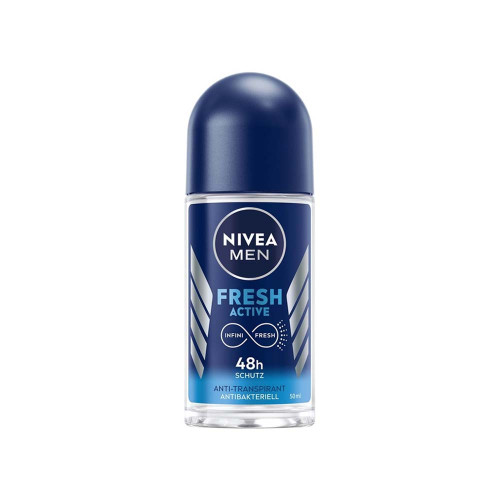 NIVEA
MEN
FRESH
ACTIVE
INFINI FRESH
48h
SCHUTZ
ANTI-TRANSPIRANT
ANTIBAKTERIELL
50 ml